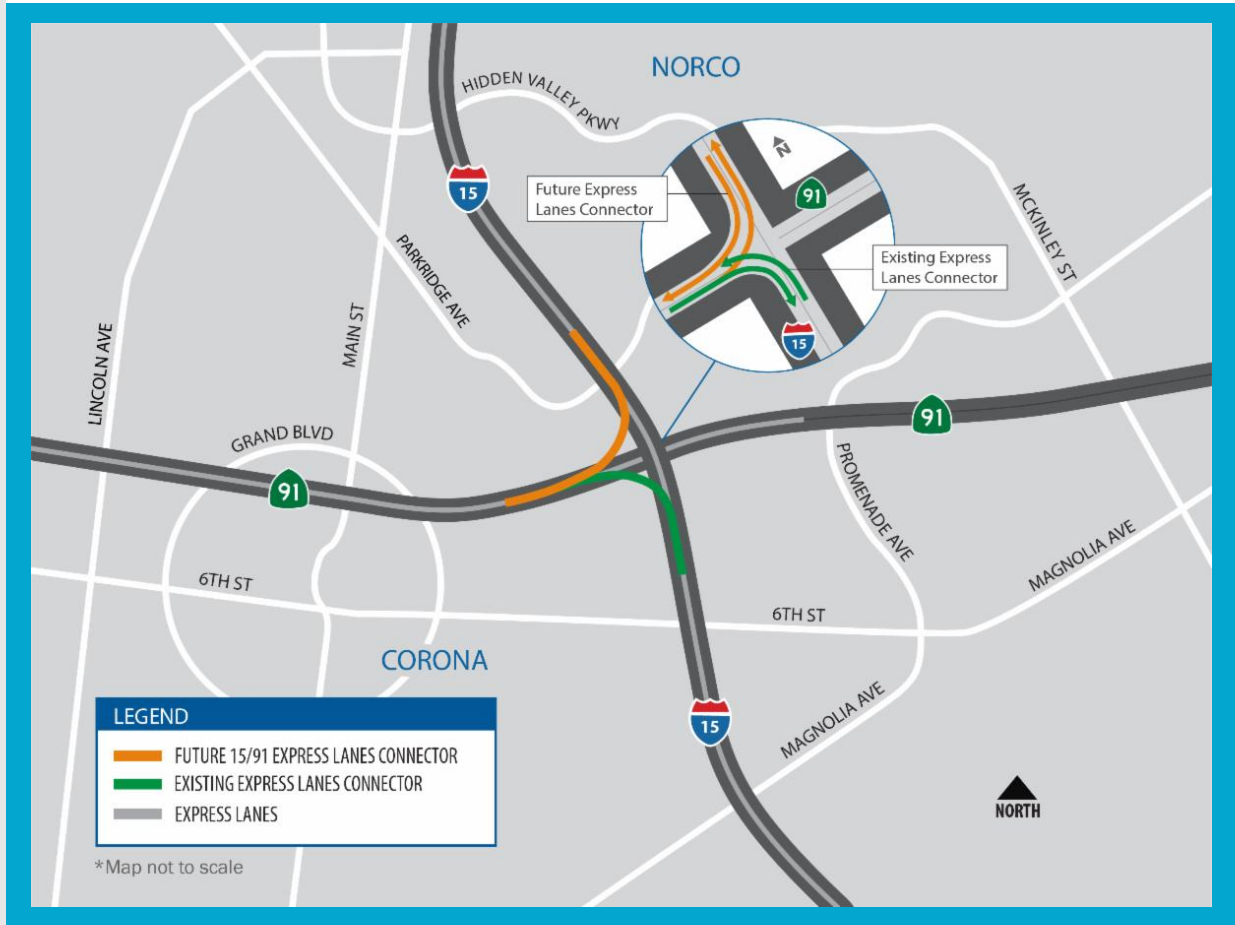 NORCO
HIDDEN VALLEY PKWY
N
91
15
Future Express
Lanes Connector
MCKINLEY ST
PARKRIDGE AVE
Existing Express
Lanes Connector
15
MAIN ST
LINCOLN AVE
91
GRAND BLVD
91
PROMENADE AVE
MAGNOLIA AVE
6TH ST
6TH ST
CORONA
MAGNOLIA AVE
15
LEGEND
FUTURE 15/91 EXPRESS LANES CONNECTOR
EXISTING EXPRESS LANES CONNECTOR
EXPRESS LANES
NORTH
*Map not to scale